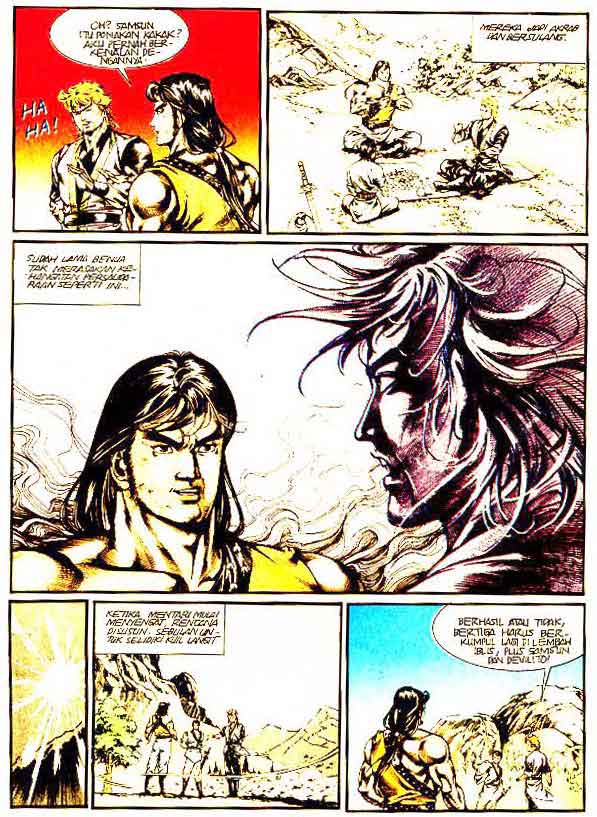 OH? SAMSUN
ITU PONAKAN KAKAK?
AKU PERNAH BER-
KENALAN DE-
NGANNYA!
HA
HA!
MEREKA JADI AKRAB
DAN BERSULANG.
SUDAH LAMA BENUA
TAK MERASAKAN KE-
HANGATAN PERSAUDA-
RAAN SEPERTI INI...
KETIKA MENTARI MULAI
MENYENGAT, RENCANA
DISUSUN. SEBULAN UN-
TUK SELIDIKI KUIL LANGIT
BERHASIL ATAU TIDAK,
BERTIGA HARUS BER-
KUMPUL LAGI DI LEMBAH
IBLIS, PLUS SAMSUN
DAN DEVILITO!